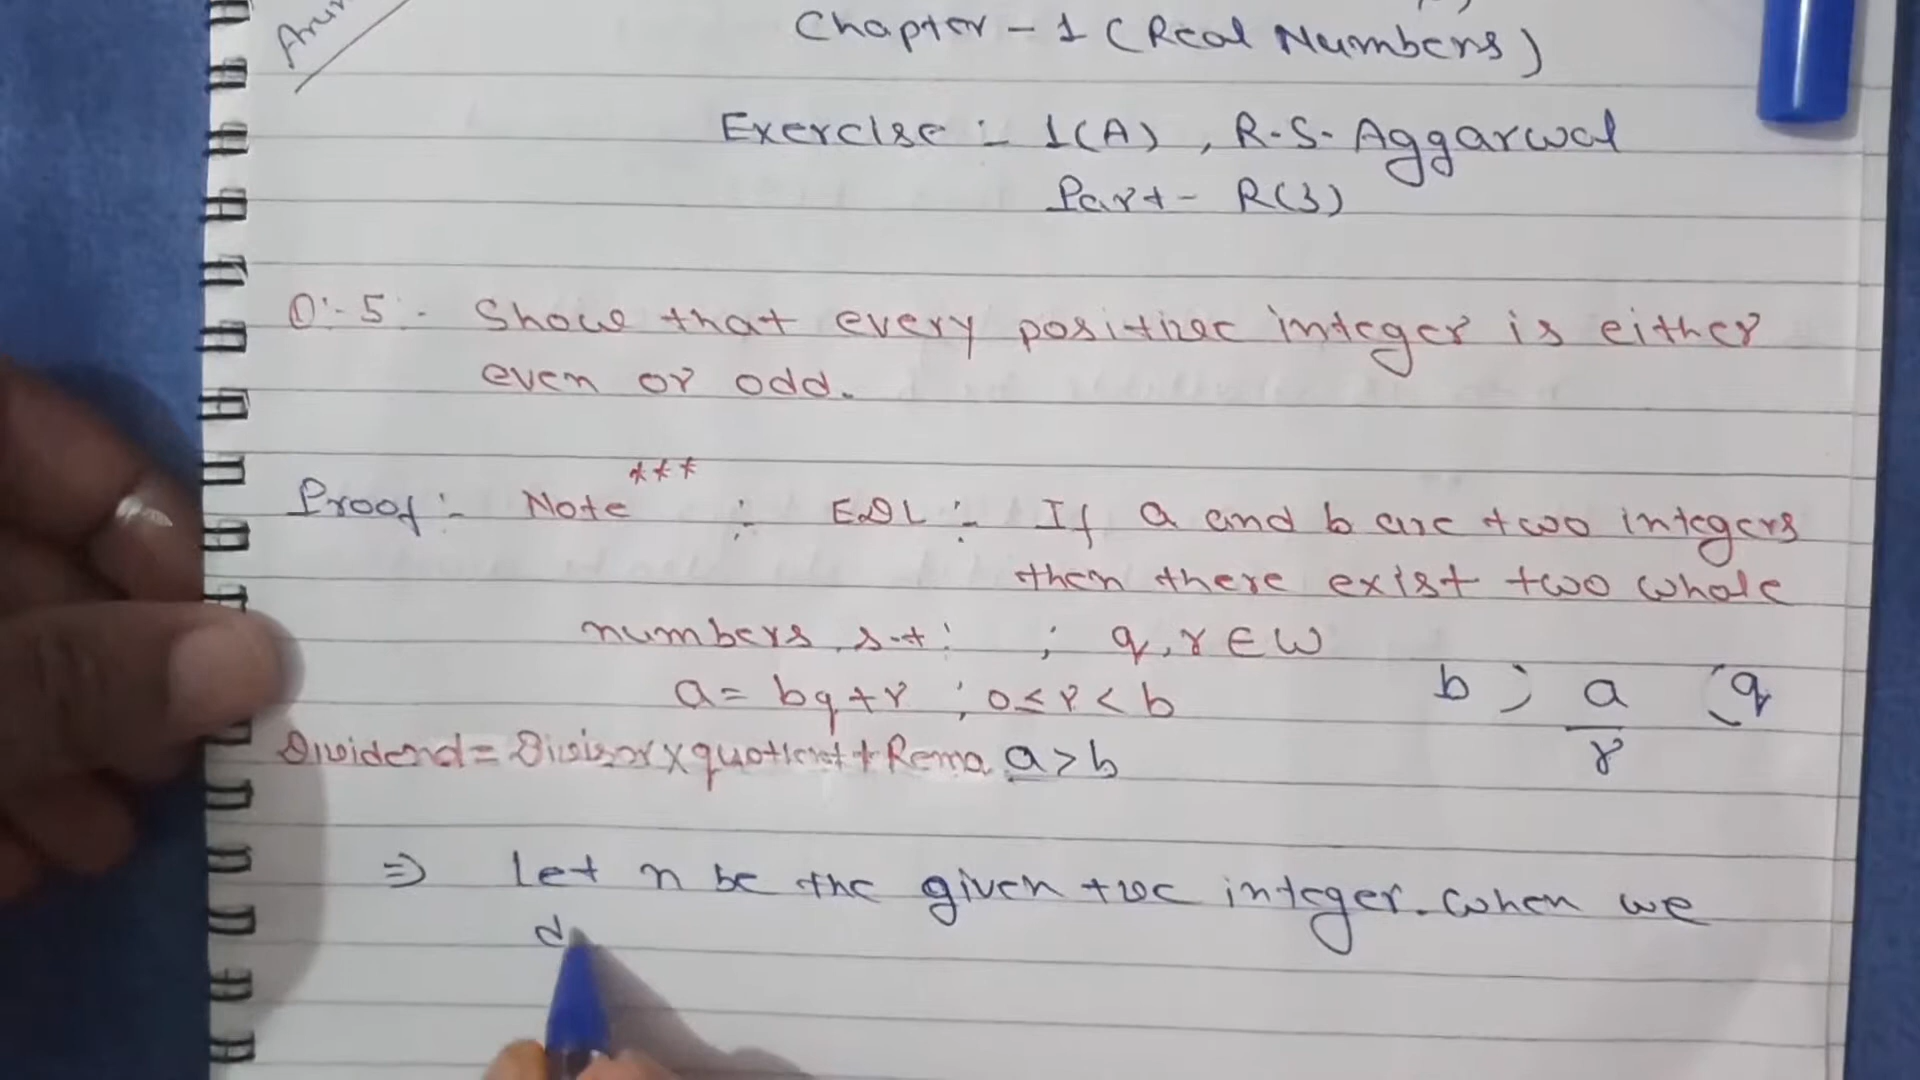 Chapter - 1 (Real Numbers)
Exercise :- 1(A), R.S. Aggarwal
Part - R(3)
Q:-5:- Show that every positive integer is either
even or odd.
Proof :- Note *** :- EDL :- If a and b are two integers
then there exist two whole
numbers s.t: ; q, r ∈ W
a = bq + r ; 0 ≤ r < b
b ) a ( q
r
Dividend = Divisor x quotient + Rema a > b
⇒ Let n be the given +ve integer. When we
d